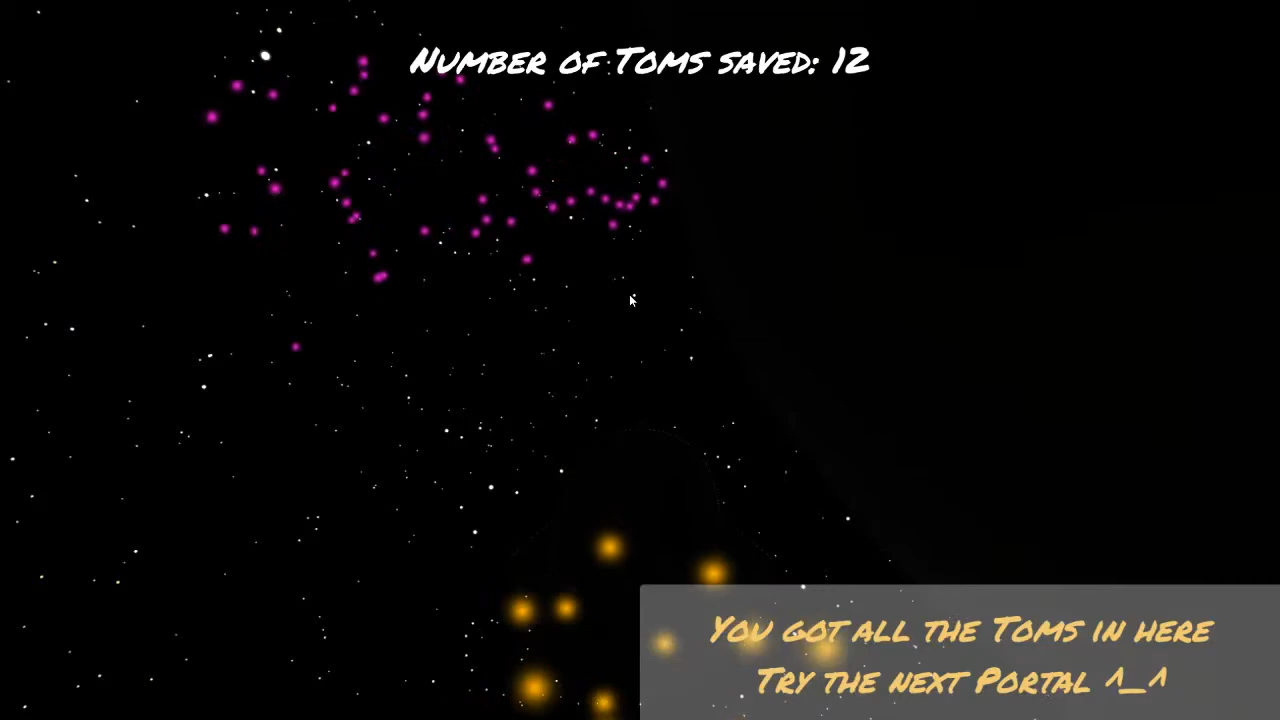 Number of Toms saved: 12
You got all the Toms in here
Try the next Portal ^_^